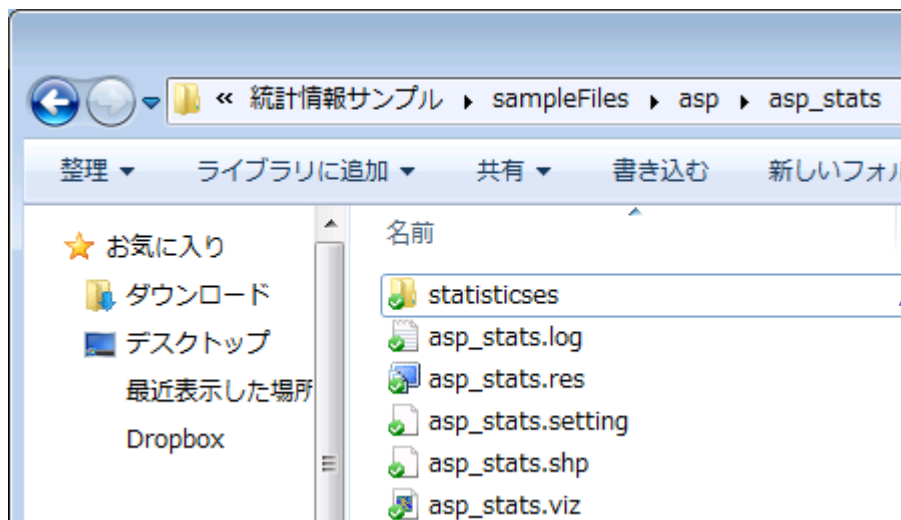 « 統計情報サンプル ▸ sampleFiles ▸ asp ▸ asp_stats
整理 ▼ ライブラリに追加 ▼ 共有 ▼ 書き込む 新しいフォル
お気に入り
ダウンロード
デスクトップ
最近表示した場所
Dropbox
名前
statisticses
asp_stats.log
asp_stats.res
asp_stats.setting
asp_stats.shp
asp_stats.viz